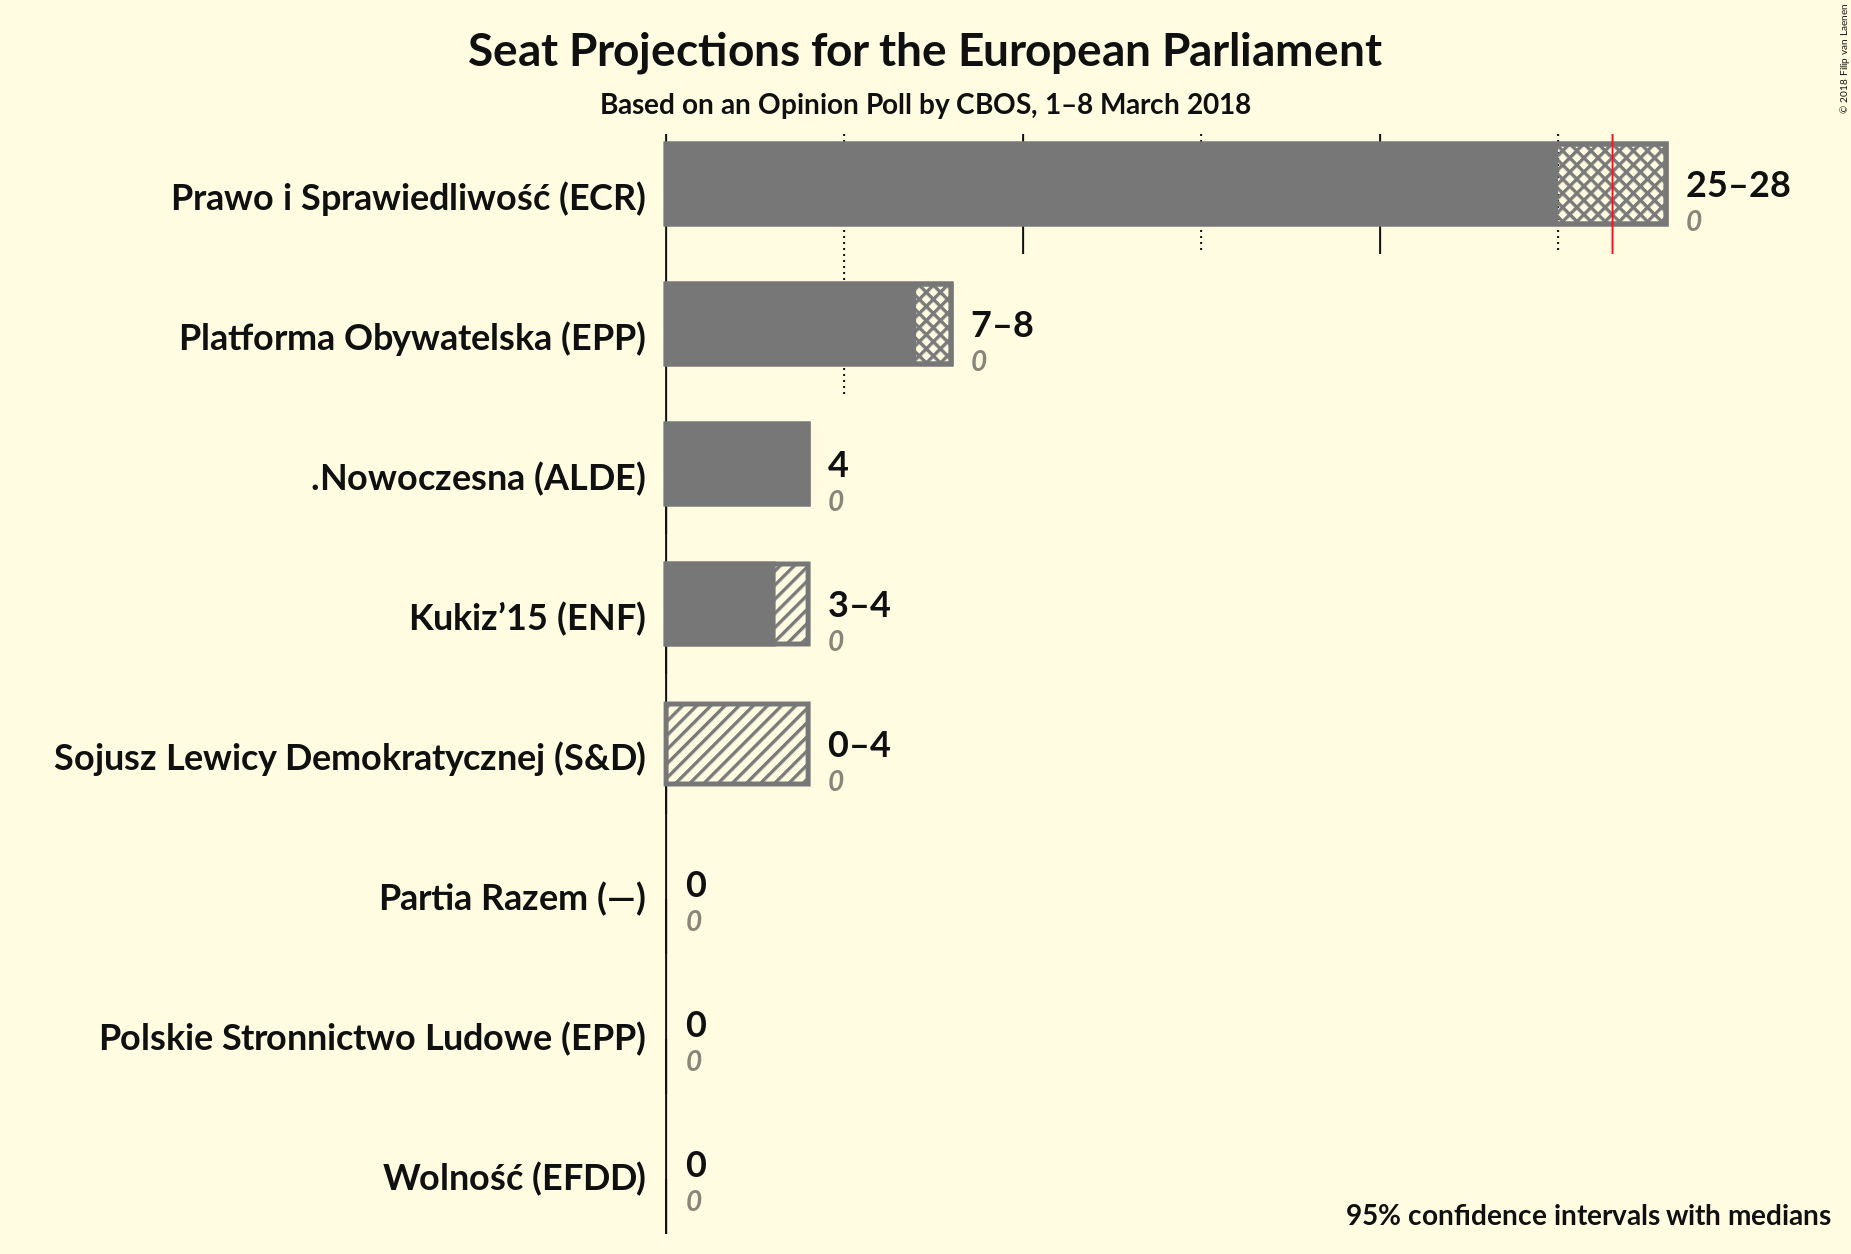 Seat Projections for the European Parliament
Based on an Opinion Poll by CBOS, 1–8 March 2018
© 2018 Filip van Laenen
Prawo i Sprawiedliwość (ECR)
25–28
0
Platforma Obywatelska (EPP)
7–8
0
.Nowoczesna (ALDE)
4
0
Kukiz’15 (ENF)
3–4
0
Sojusz Lewicy Demokratycznej (S&D)
0–4
0
Partia Razem (—)
0
0
Polskie Stronnictwo Ludowe (EPP)
0
0
Wolność (EFDD)
0
0
95% confidence intervals with medians